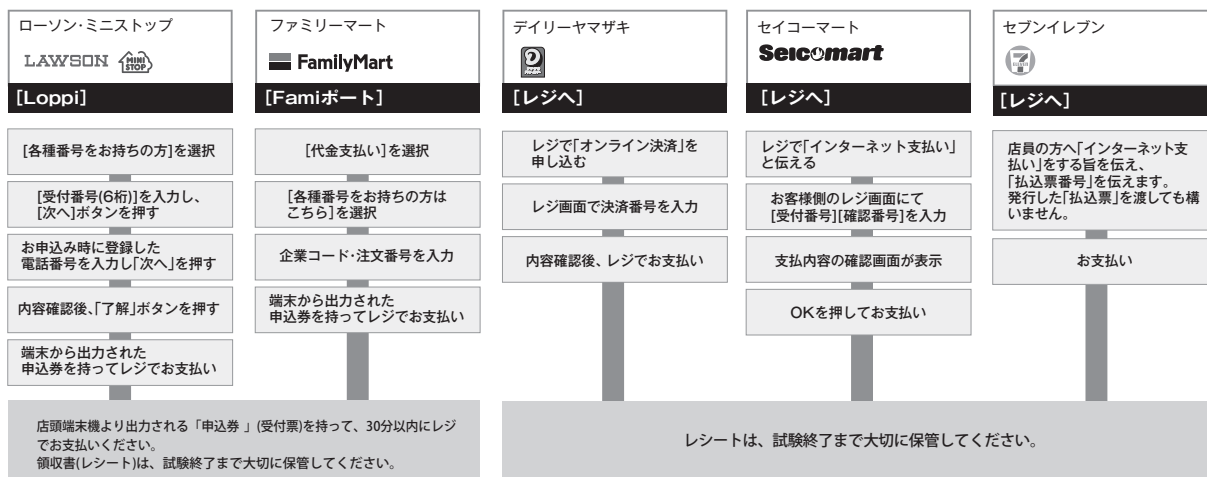 ローソン・ミニストップ
LAWSON MINI STOP
[Loppi]
[各種番号をお持ちの方]を選択
[受付番号(6桁)]を入力し、
[次へ]ボタンを押す
お申込み時に登録した
電話番号を入力し「次へ」を押す
内容確認後、「了解」ボタンを押す
端末から出力された
申込券を持ってレジでお支払い
ファミリーマート
FamilyMart
[Famiポート]
[代金支払い]を選択
[各種番号をお持ちの方は
こちら]を選択
企業コード・注文番号を入力
端末から出力された
申込券を持ってレジでお支払い
店頭端末機より出力される「申込券 」(受付票)を持って、30分以内にレジ
でお支払いください。
領収書(レシート)は、試験終了まで大切に保管してください。
デイリーヤマザキ
[レジへ]
レジで「オンライン決済」を
申し込む
レジ画面で決済番号を入力
内容確認後、レジでお支払い
セイコーマート
Seicomart
[レジへ]
レジで「インターネット支払い」
と伝える
お客様側のレジ画面にて
[受付番号][確認番号]を入力
支払内容の確認画面が表示
OKを押してお支払い
セブンイレブン
[レジへ]
店員の方へ「インターネット支
払い」をする旨を伝え、
「払込票番号」を伝えます。
発行した「払込票」を渡しても構
いません。
お支払い
レシートは、試験終了まで大切に保管してください。